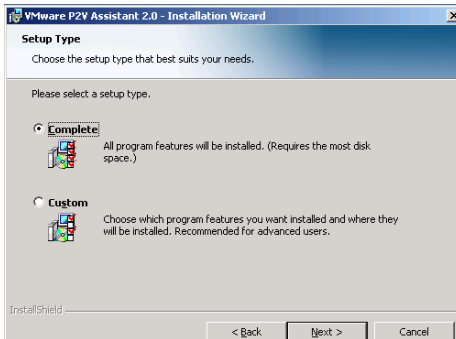 VMware P2V Assistant 2.0 - Installation Wizard
Setup Type
Choose the setup type that best suits your needs.
Please select a setup type.
Complete
All program features will be installed. (Requires the most disk
space.)
Custom
Choose which program features you want installed and where they
will be installed. Recommended for advanced users.
InstallShield
< Back
Next >
Cancel